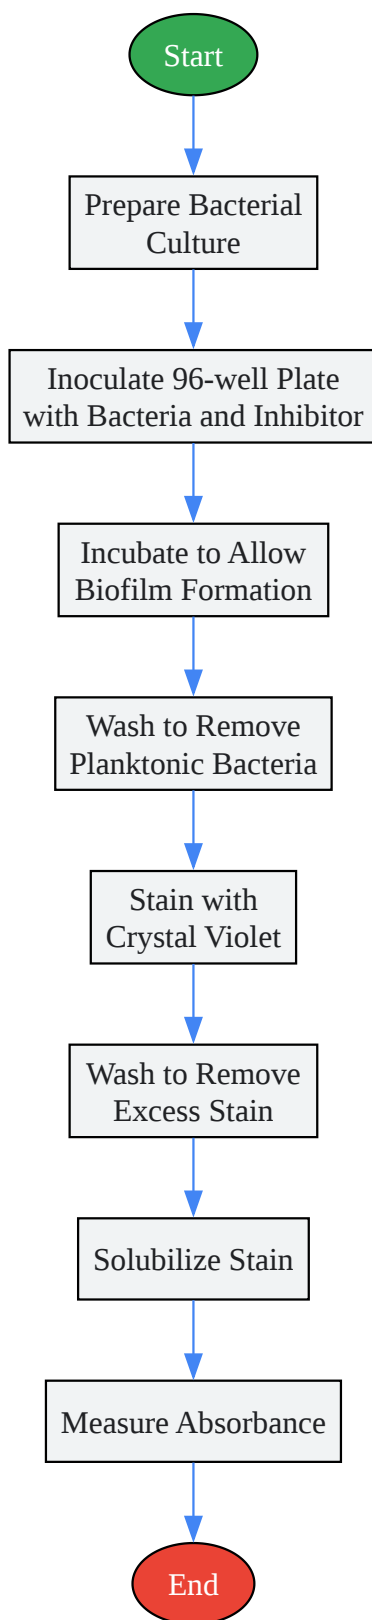 Start
Prepare Bacterial
Culture
Inoculate 96-well Plate
with Bacteria and Inhibitor
Incubate to Allow
Biofilm Formation
Wash to Remove
Planktonic Bacteria
Stain with
Crystal Violet
Wash to Remove
Excess Stain
Solubilize Stain
Measure Absorbance
End